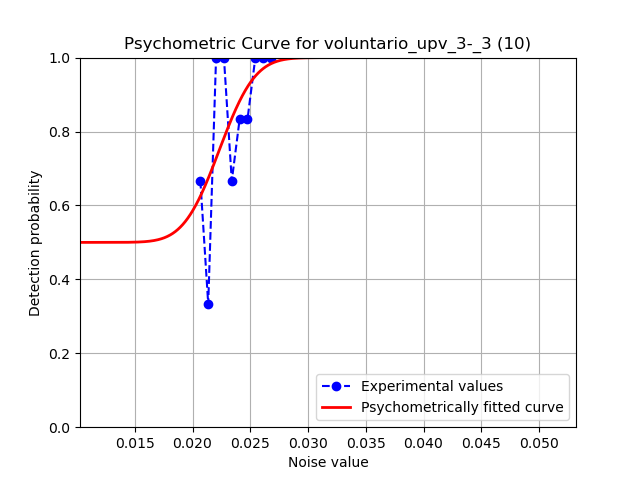 Psychometric Curve for voluntario_upv_3-_3 (10)
1.0
0.8
0.6
0.4
0.2
0.0
Detection probability
Experimental values
Psychometrically fitted curve
0.015 0.020 0.025 0.030 0.035 0.040 0.045 0.050
Noise value